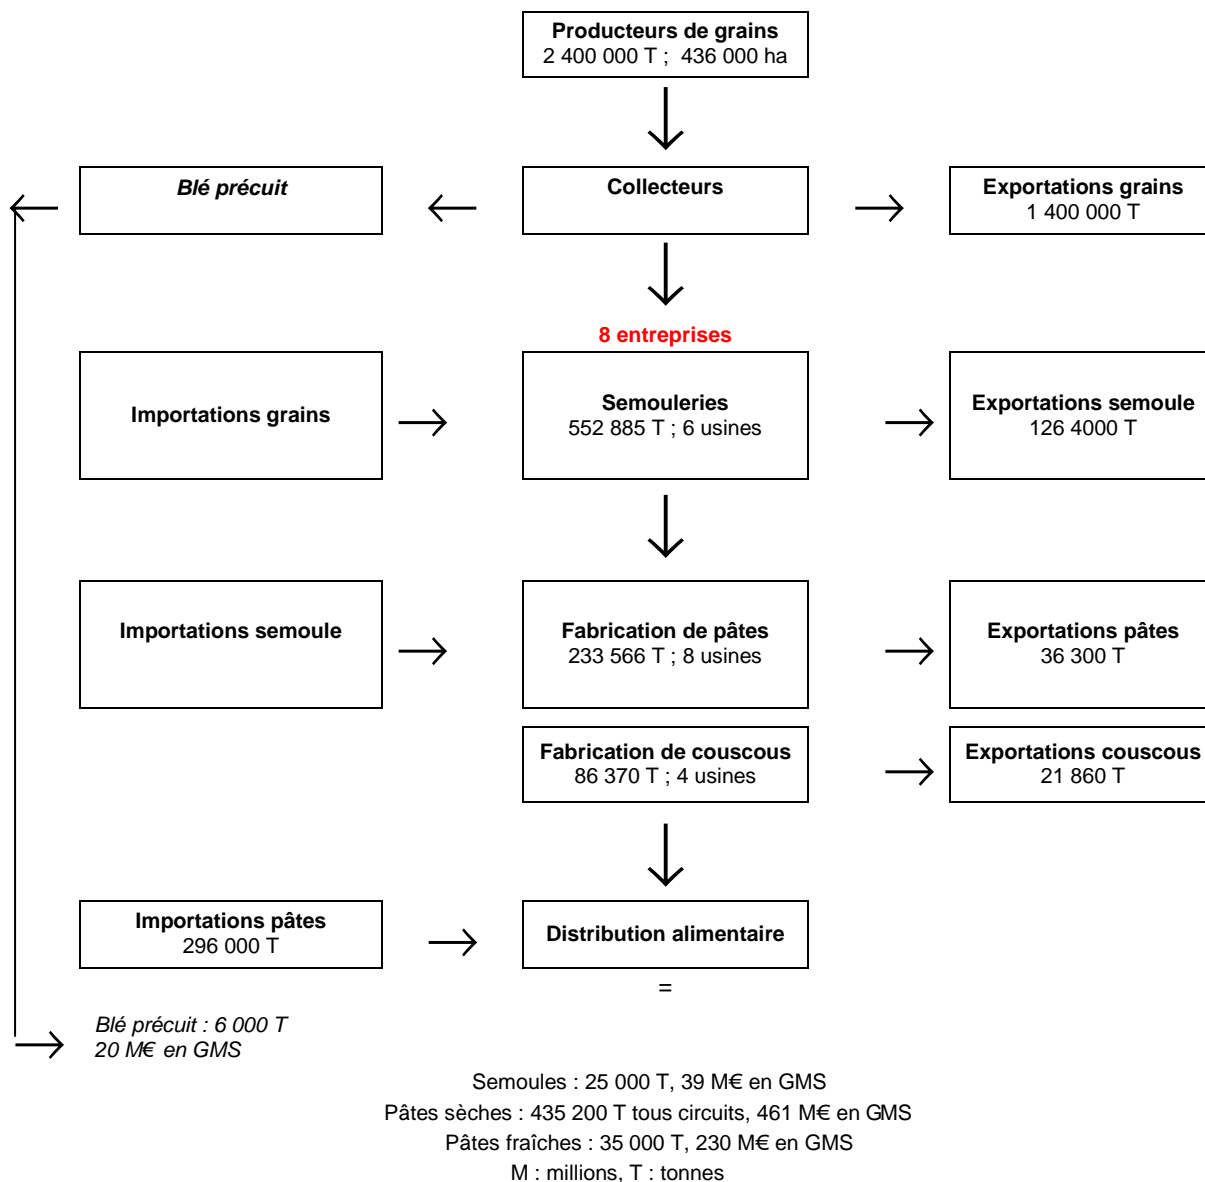 Producteurs de grains
2 400 000 T ; 436 000 ha
Blé précuit
Collecteurs
Exportations grains
1 400 000 T
8 entreprises
Importations grains
Semouleries
552 885 T ; 6 usines
Exportations semoule
126 4000 T
Importations semoule
Fabrication de pâtes
233 566 T ; 8 usines
Exportations pâtes
36 300 T
Fabrication de couscous
86 370 T ; 4 usines
Exportations couscous
21 860 T
Importations pâtes
296 000 T
Distribution alimentaire
=
Blé précuit : 6 000 T
20 M€ en GMS
Semoules : 25 000 T, 39 M€ en GMS
Pâtes sèches : 435 200 T tous circuits, 461 M€ en GMS
Pâtes fraîches : 35 000 T, 230 M€ en GMS
M : millions, T : tonnes